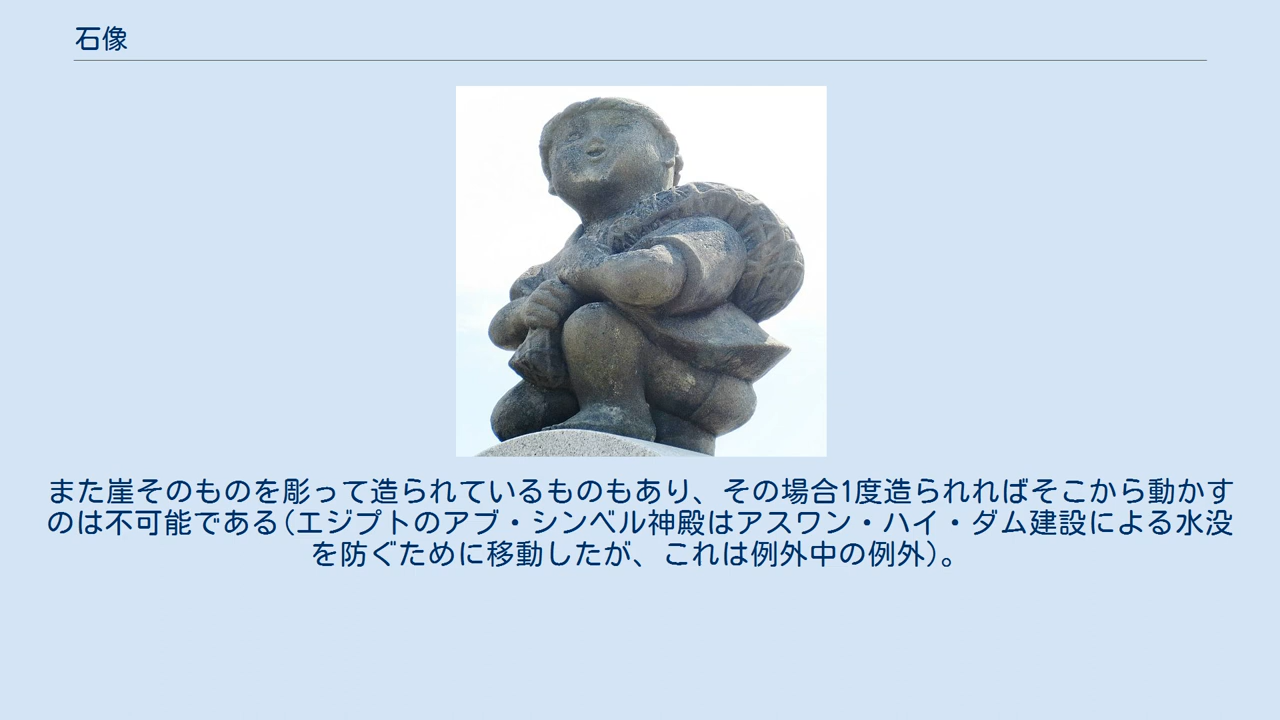 石像
また崖そのものを彫って造られているものもあり、その場合1度造られればそこから動かす
のは不可能である(エジプトのアブ・シンベル神殿はアスワン・ハイ・ダム建設による水没
を防ぐために移動したが、これは例外中の例外)。